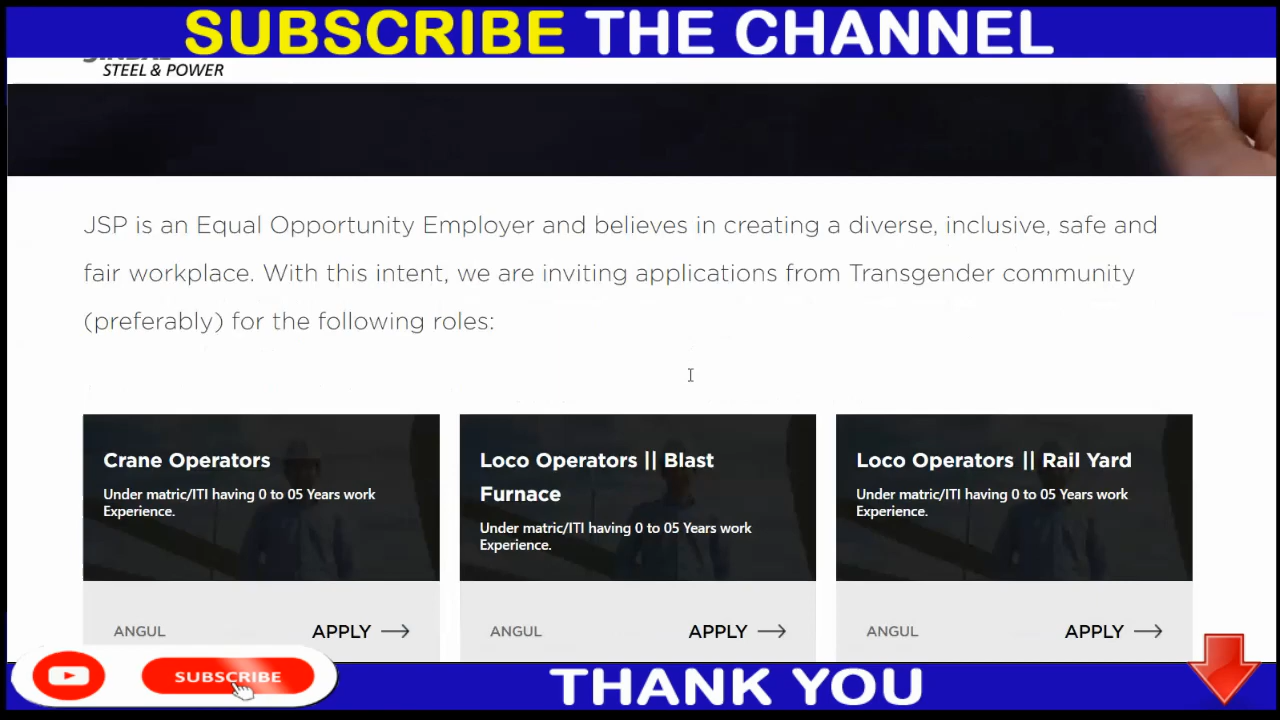 SUBSCRIBE THE CHANNEL
STEEL & POWER
JSP is an Equal Opportunity Employer and believes in creating a diverse, inclusive, safe and
fair workplace. With this intent, we are inviting applications from Transgender community
(preferably) for the following roles:
Crane Operators
Under matric/ITI having 0 to 05 Years work
Experience.
ANGUL
APPLY
Loco Operators || Blast
Furnace
Under matric/ITI having 0 to 05 Years work
Experience.
ANGUL
APPLY
Loco Operators || Rail Yard
Under matric/ITI having 0 to 05 Years work
Experience.
ANGUL
APPLY
SUBSCRIBE
THANK YOU